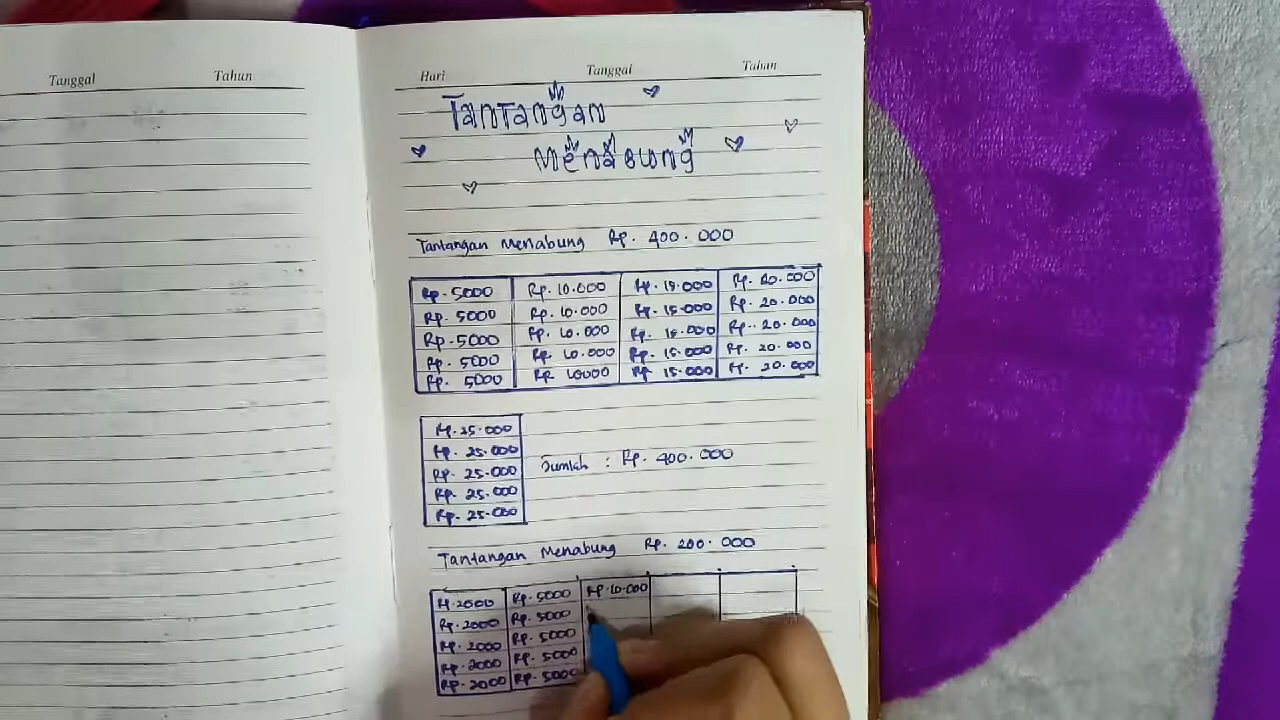 Tanggal Tahun
Hari Tanggal Tahun
Tantangan
Menabung
Tantangan Menabung Rp. 400.000
Rp. 5000 Rp. 10.000 Rp. 15.000 Rp. 20.000
Rp. 5000 Rp. 10.000 Rp. 15.000 Rp. 20.000
Rp. 5000 Rp. 10.000 Rp. 15.000 Rp. 20.000
Rp. 5000 Rp. 10.000 Rp. 15.000 Rp. 20.000
Rp. 5000 Rp 10000 Rp 15.000 Rp. 20.000
Rp. 25.000
Rp. 25.000
Rp. 25.000
Rp. 25.000
Rp. 25.000
Jumlah : Rp. 400.000
Tantangan Menabung Rp. 200.000
Rp. 2000 Rp. 5000 Rp. 10.000
Rp. 2000 Rp. 5000
Rp. 2000 Rp. 5000
Rp. 2000 Rp. 5000
Rp. 2000 Rp. 5000